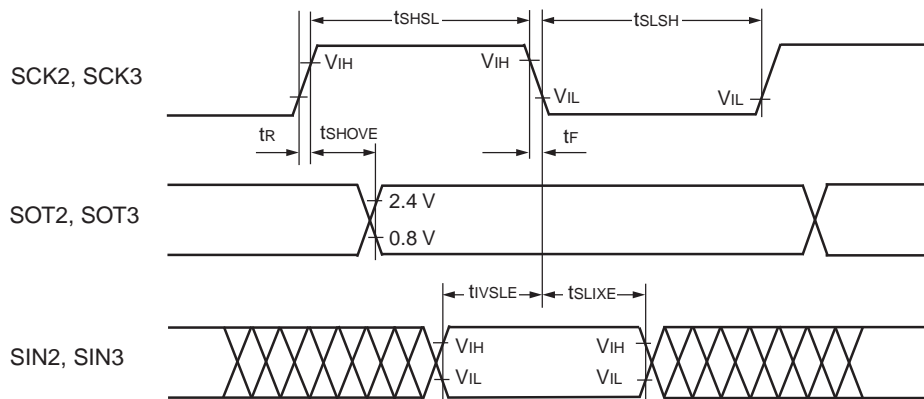 tSHSL tSLSH
SCK2, SCK3
VIH VIH
VIL VIL
tR tSHOVE tF
SOT2, SOT3
2.4 V
0.8 V
tIVSLE tSLIXE
SIN2, SIN3
VIH VIH
VIL VIL